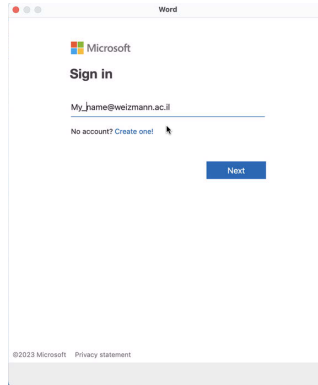 Word
Microsoft
Sign in
My_name@weizmann.ac.il
No account? Create one!
Next
©2023 Microsoft Privacy statement